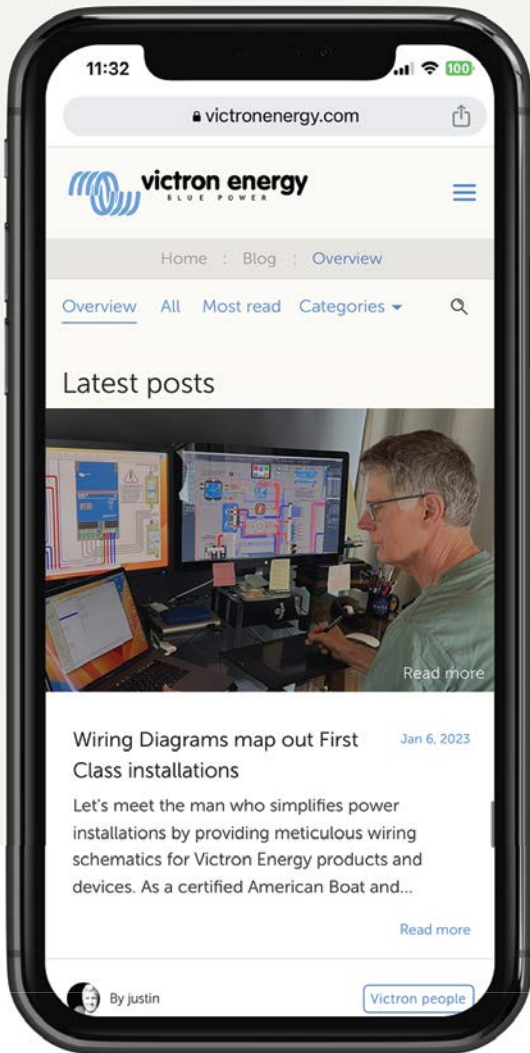 11:32
100
victronenergy.com
victron energy
BLUE POWER
Home : Blog : Overview
Overview All Most read Categories
Latest posts
Read more
Wiring Diagrams map out First Jan 6, 2023
Class installations
Let's meet the man who simplifies power
installations by providing meticulous wiring
schematics for Victron Energy products and
devices. As a certified American Boat and...
Read more
By justin Victron people